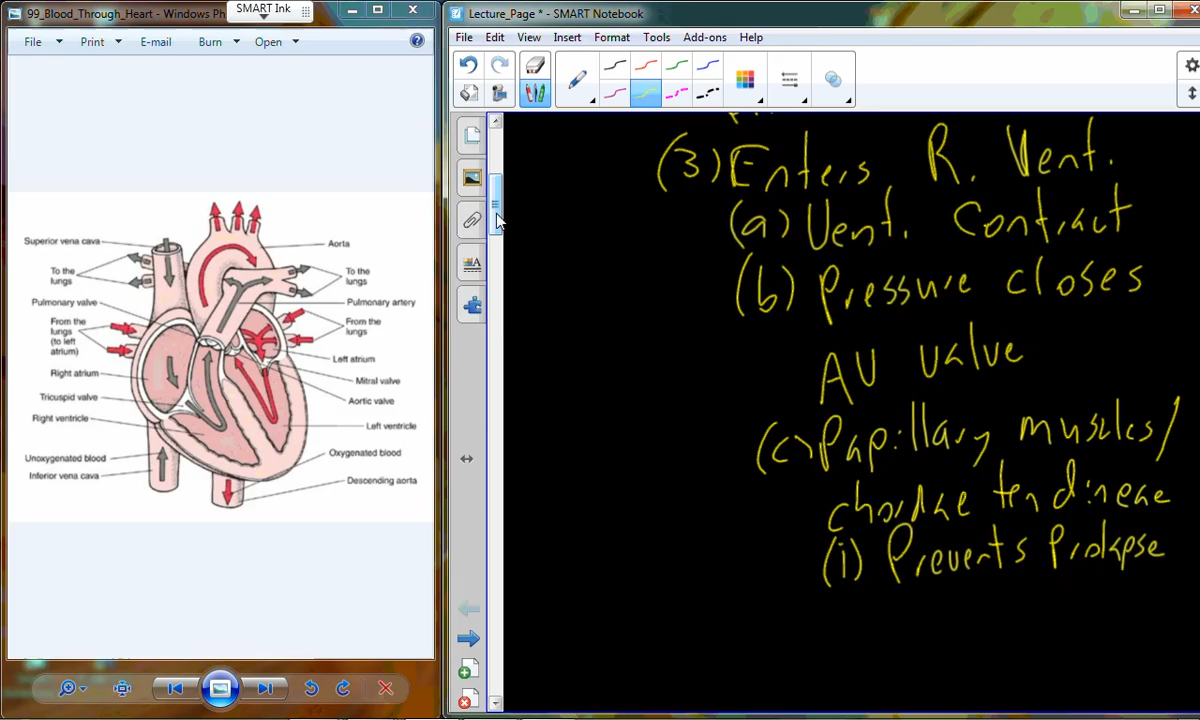 99_Blood_Through_Heart - Windows Ph
SMART Ink
File Print E-mail Burn Open
Superior vena cava
To the
lungs
Pulmonary valve
From the
lungs
(to left
atrium)
Right atrium
Tricuspid valve
Right ventricle
Unoxygenated blood
Inferior vena cava
Aorta
To the
lungs
Pulmonary artery
From the
lungs
Left atrium
Mitral valve
Aortic valve
Left ventricle
Oxygenated blood
Descending aorta
Lecture_Page * - SMART Notebook
File Edit View Insert Format Tools Add-ons Help
(3) Enters R. Vent.
(a) Vent. Contract
(b) Pressure closes
AV valve
(c) Papillary muscles/
chordae tendineae
(i) Prevents Prolapse